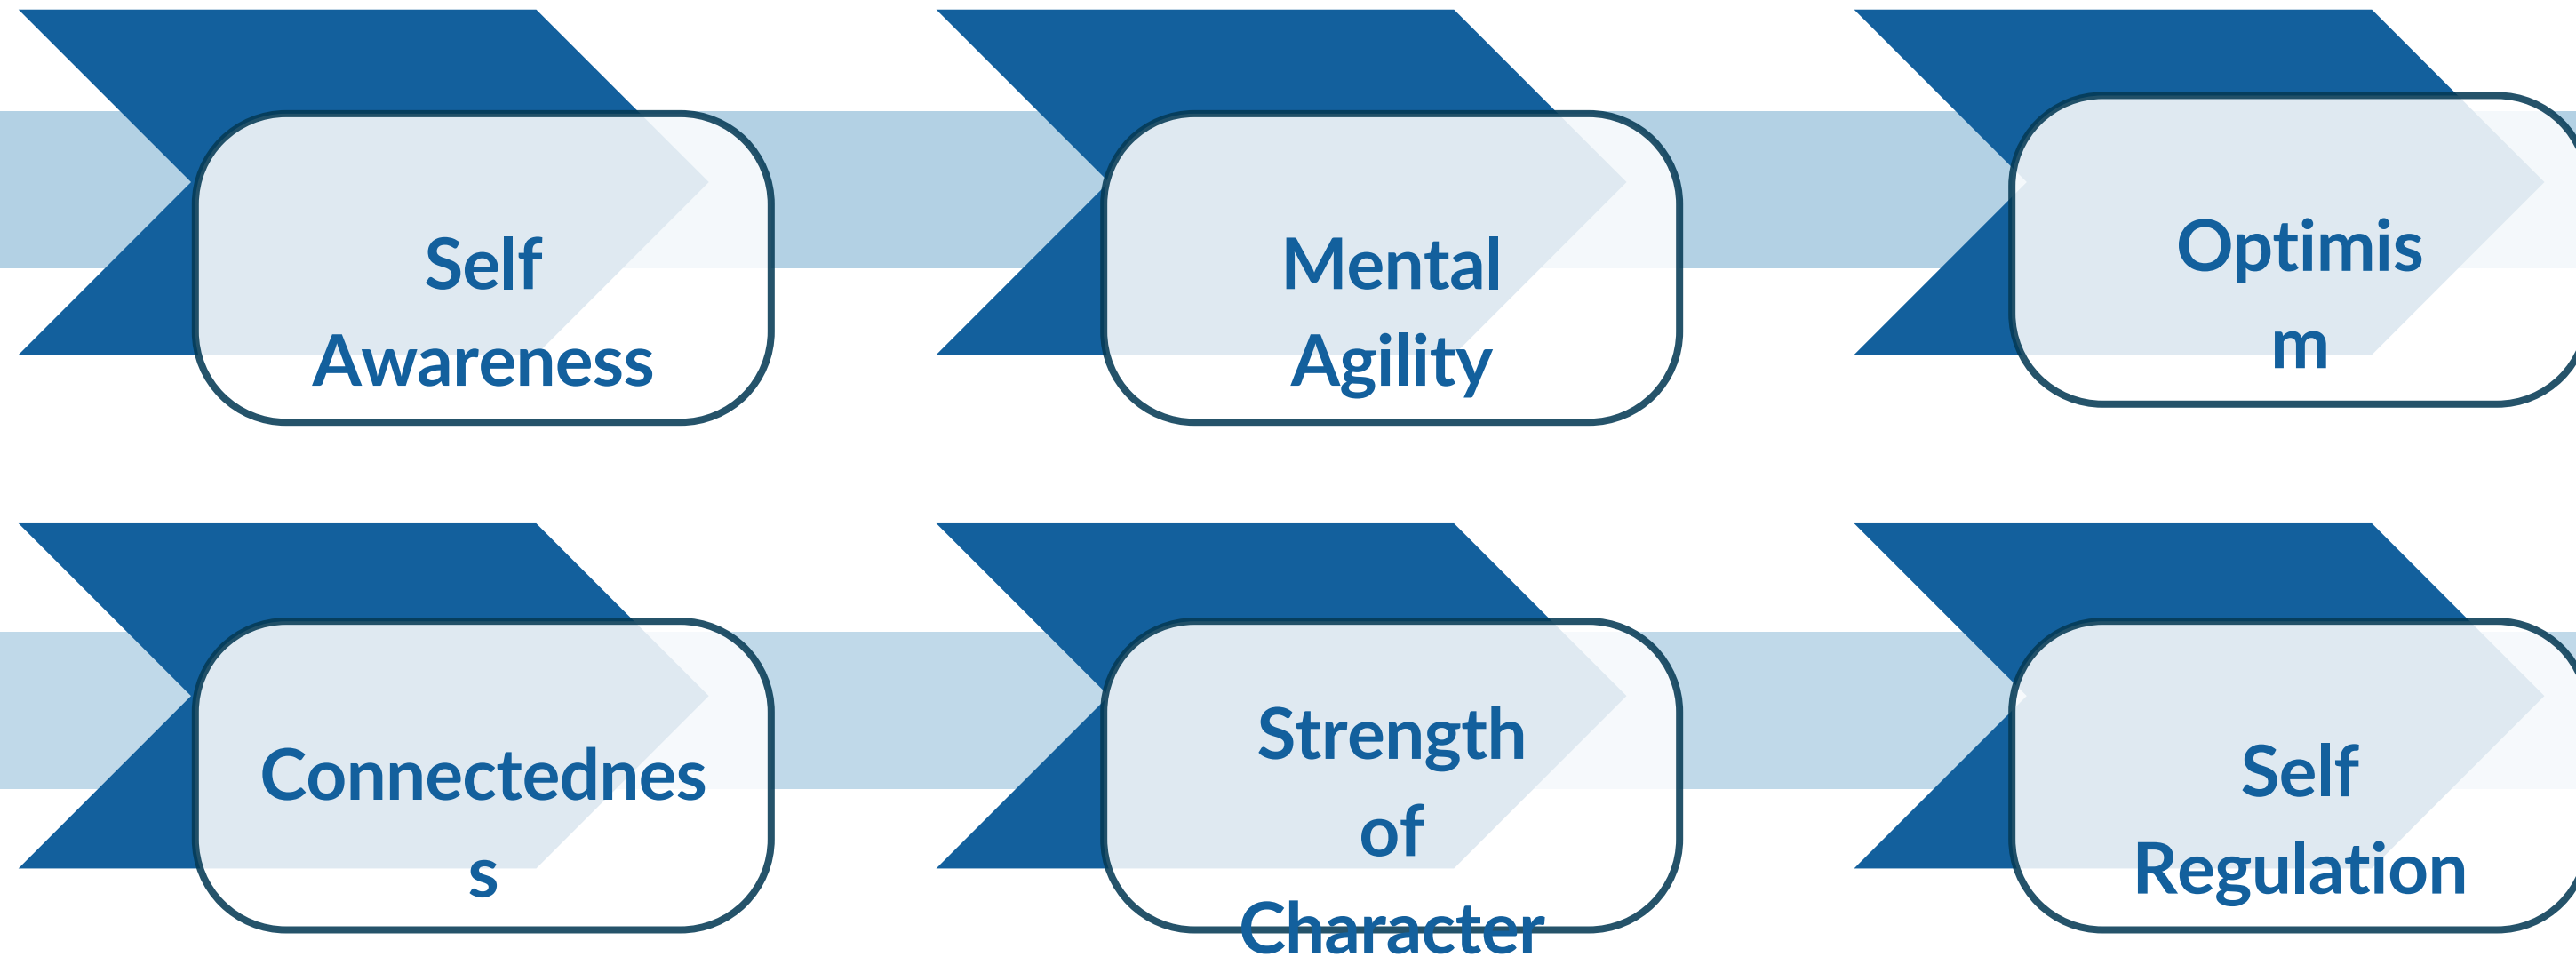 Self
Awareness
Mental
Agility
Optimis
m
Connectednes
s
Strength
of
Character
Self
Regulation